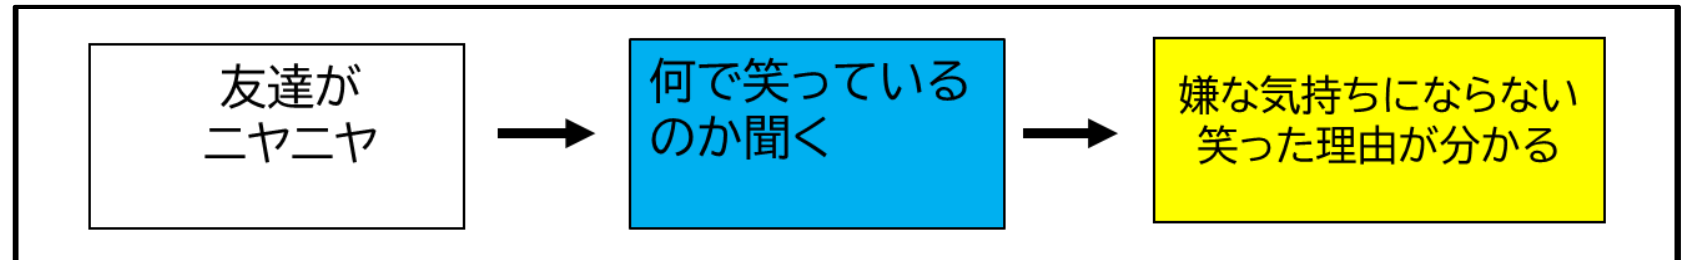 友達が
ニヤニヤ
何で笑っている
のか聞く
嫌な気持ちにならない
笑った理由が分かる